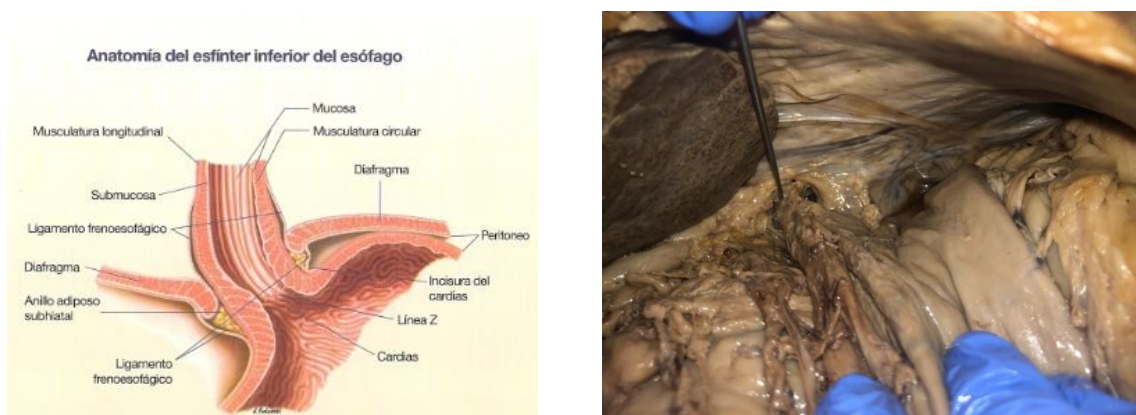 Anatomía del esfínter inferior del esófago
Mucosa
Musculatura longitudinal
Musculatura circular
Diafragma
Submucosa
Ligamento frenoesofágico
Peritoneo
Diafragma
Incisura del
cardias
Anillo adiposo
subhiatal
Línea Z
Cardias
Ligamento
frenoesofágico